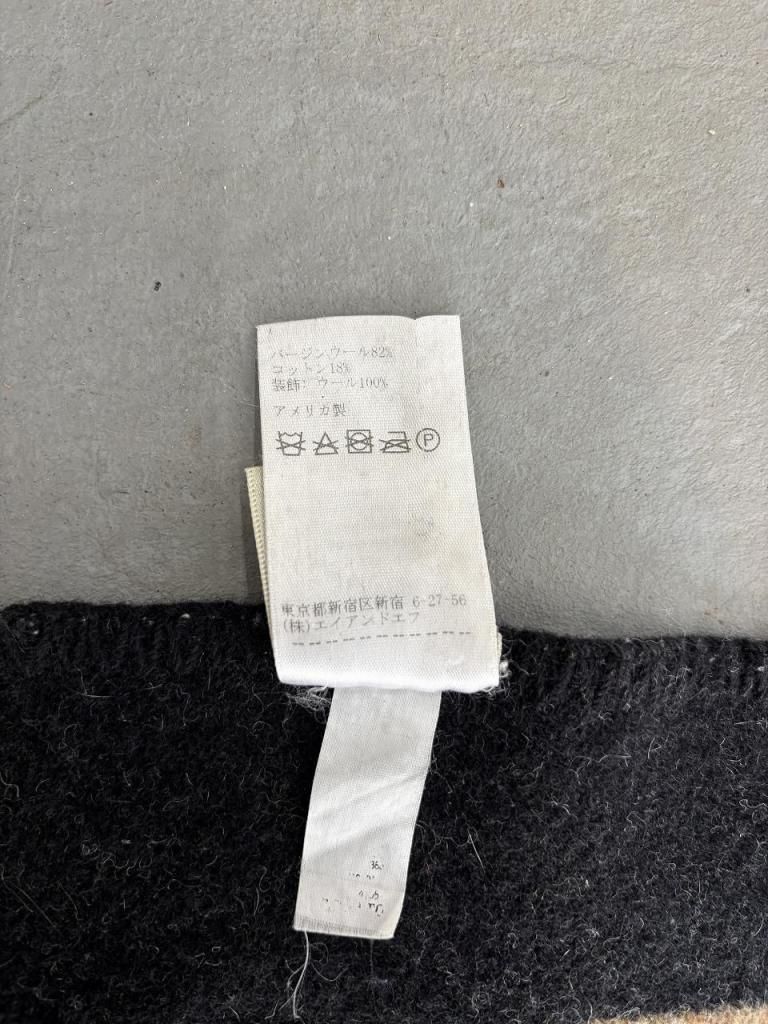 バージンウール82%
コットン18%
装飾: ウール100%
アメリカ製
P
東京都新宿区新宿 6-27-56
(株)エイアンドエフ